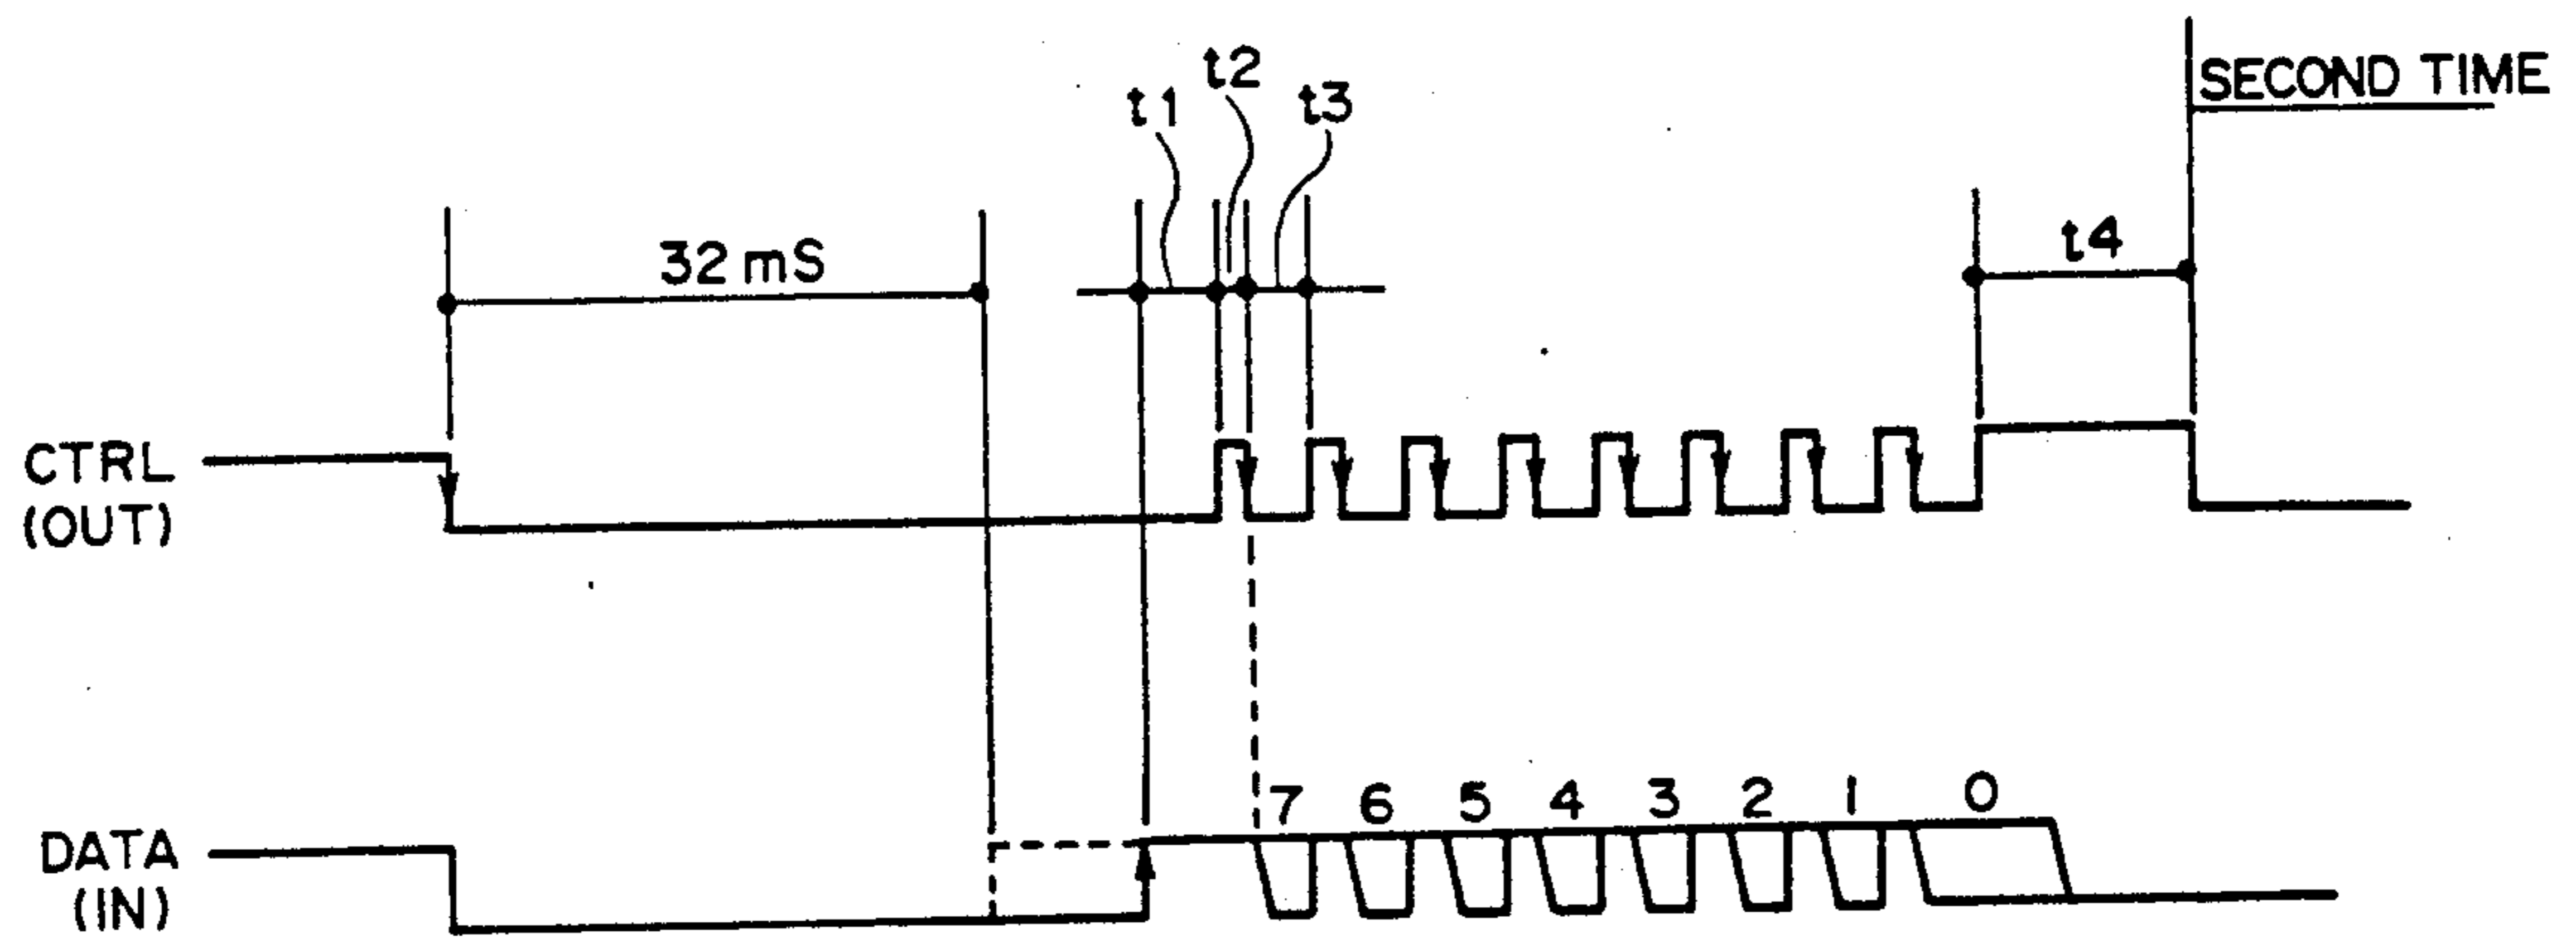 SECOND TIME
t1
t2
t3
32 mS
t4
CTRL
(OUT)
7 6 5 4 3 2 1 0
DATA
(IN)